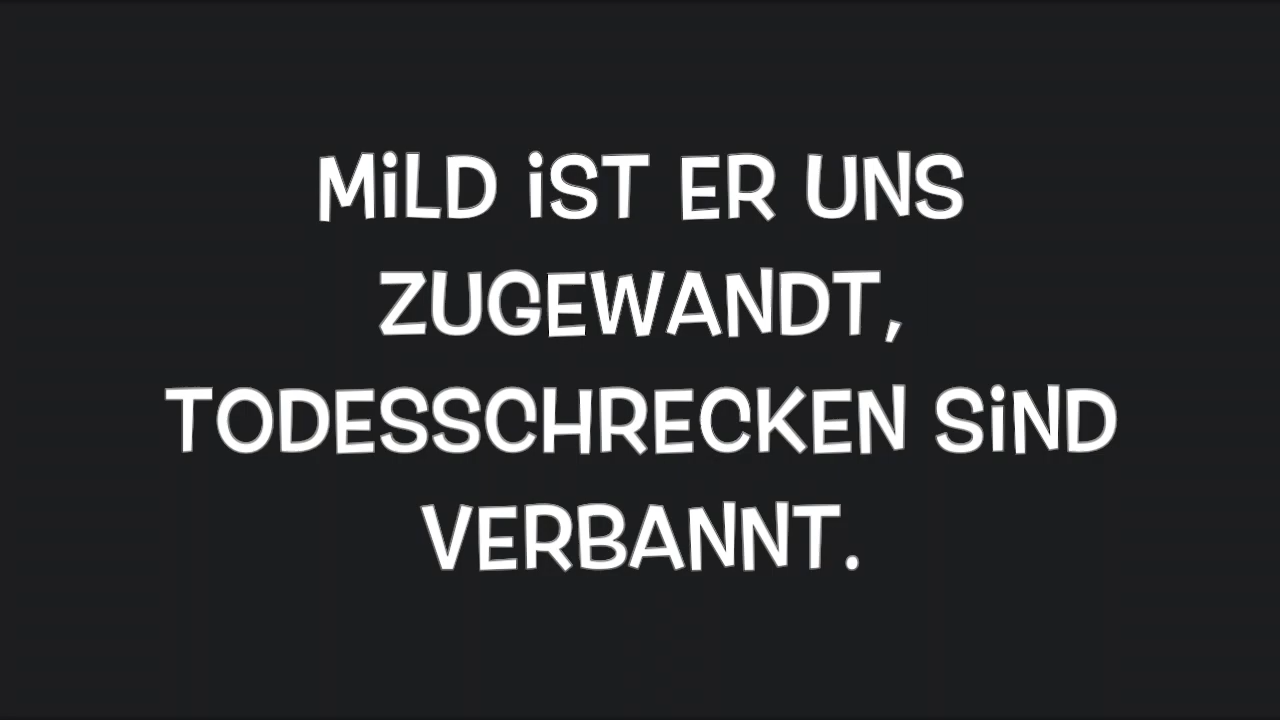 MiLD iST ER UNS
ZUGEWANDT,
TODESSCHRECKEN SiND
VERBANNT.